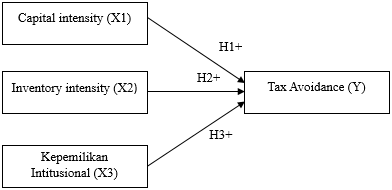 Capital intensity (X1)
H1+
H2+
Inventory intensity (X2)
Tax Avoidance (Y)
H3+
Kepemilikan
Intitusional (X3)